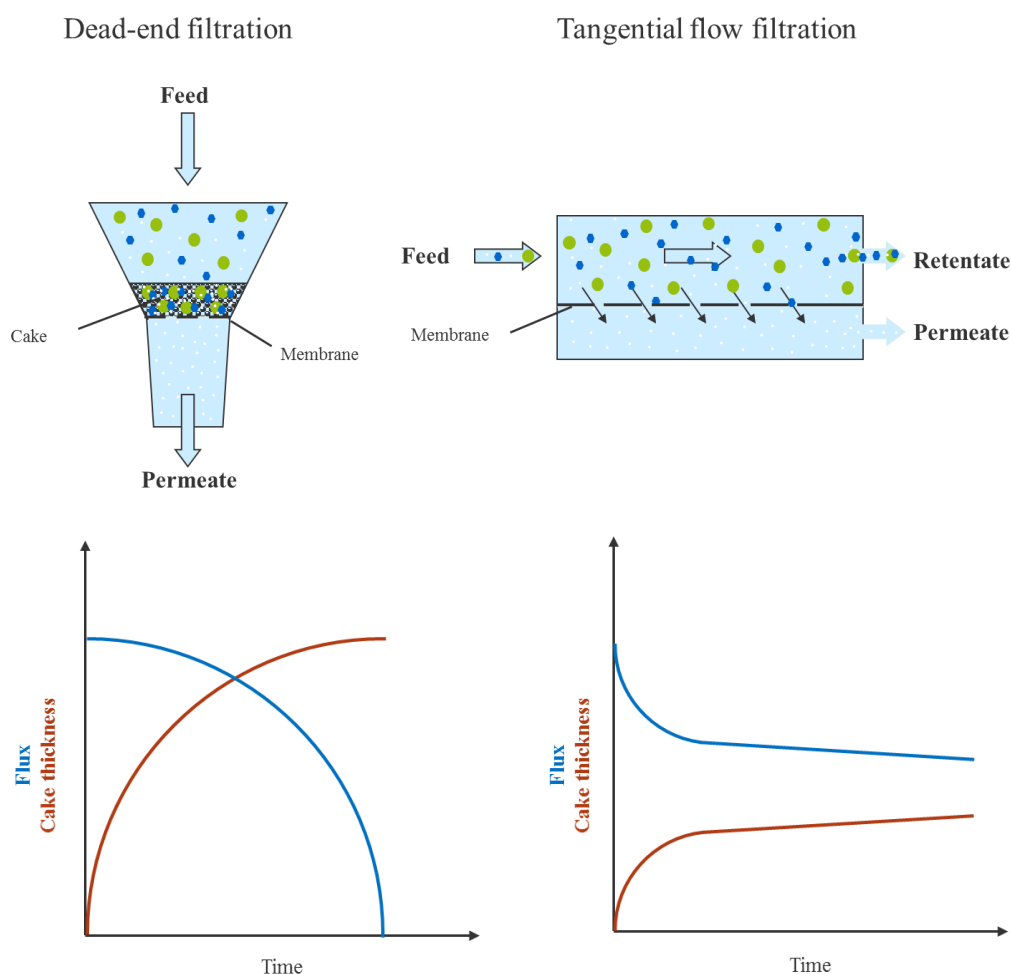 Dead-end filtration
Feed
Cake
Membrane
Permeate
Tangential flow filtration
Feed
Retentate
Membrane
Permeate
Flux
Cake thickness
Time
Flux
Cake thickness
Time